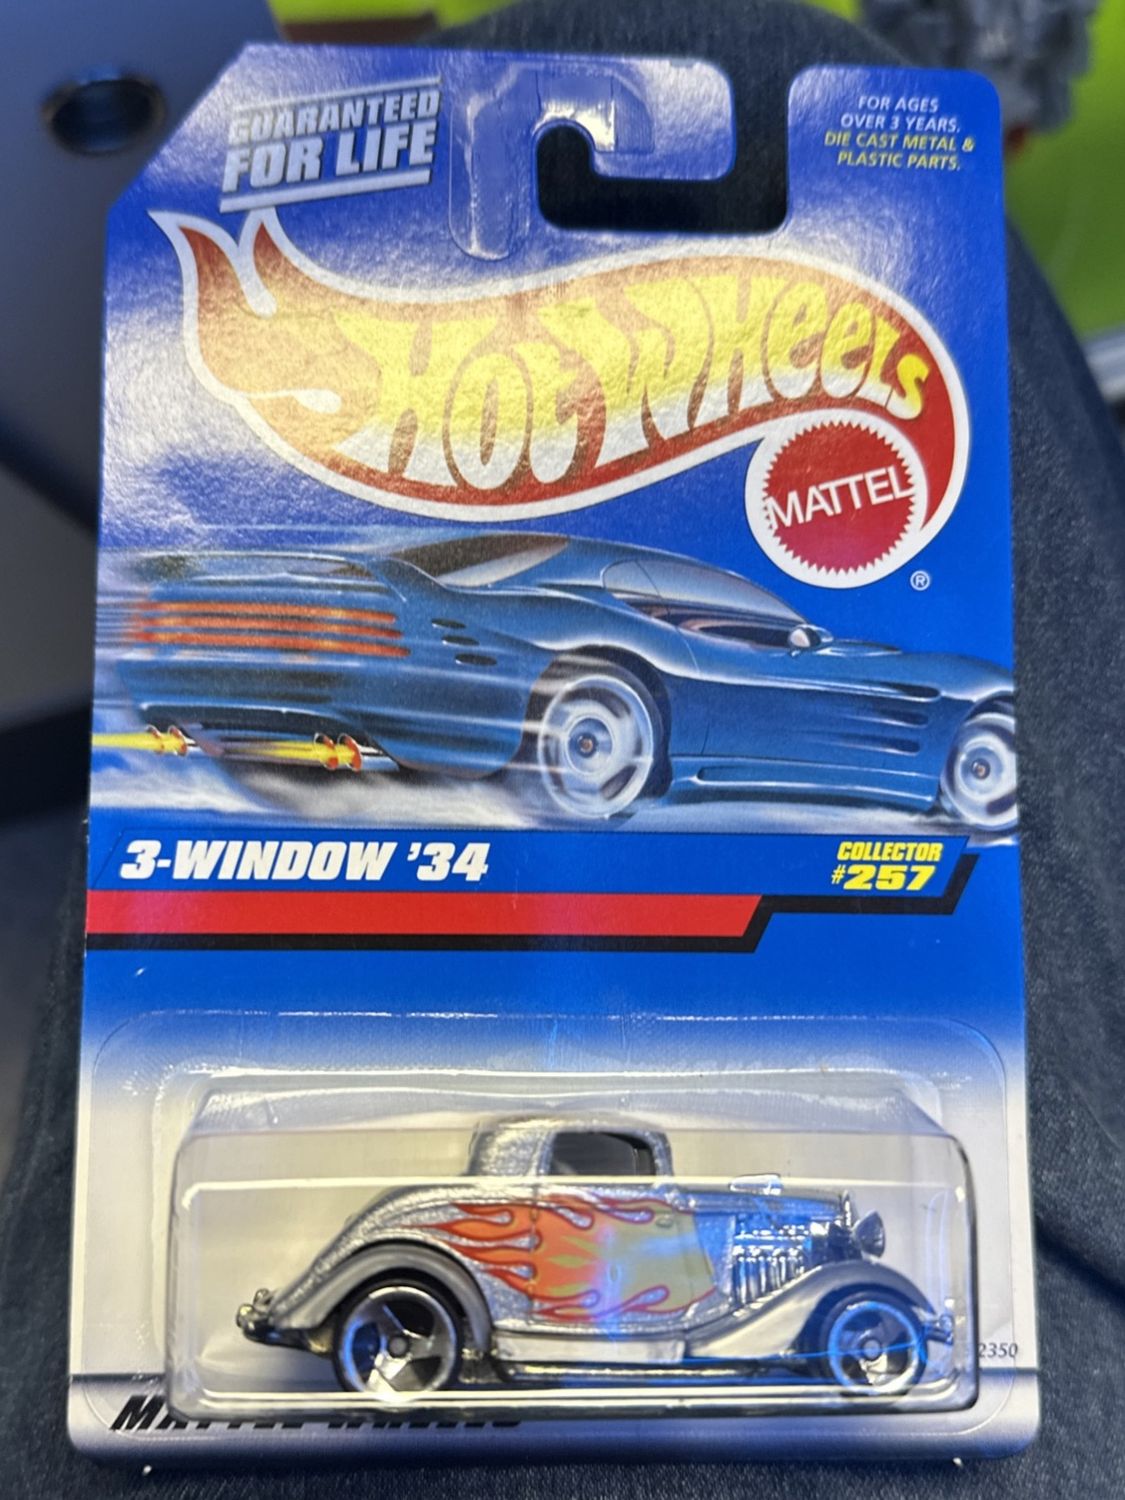 GUARANTEED
FOR LIFE
FOR AGES
OVER 3 YEARS.
DIE CAST METAL &
PLASTIC PARTS.
HOT WHEELS
MATTEL
®
3-WINDOW '34
COLLECTOR
#257
2350